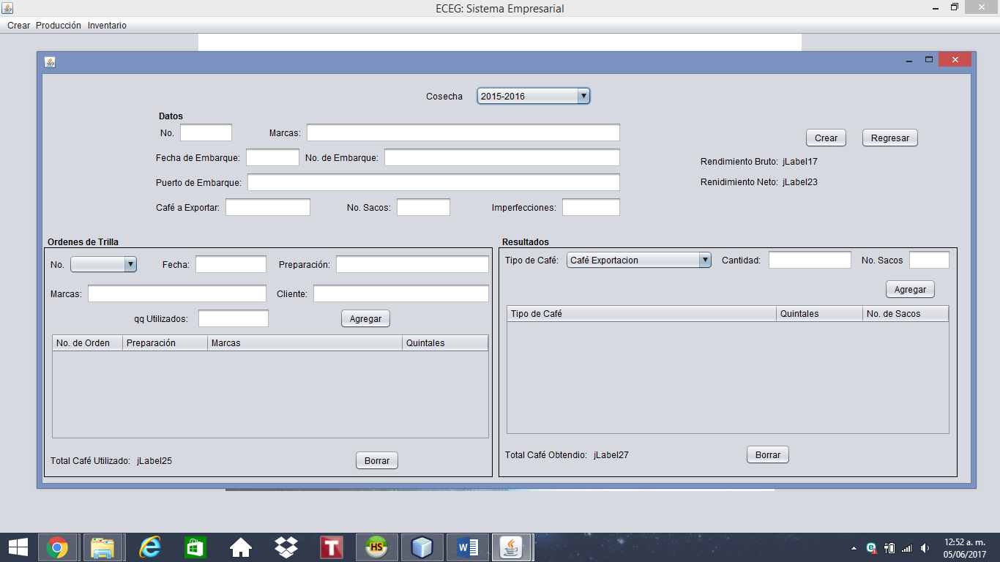 ECEG: Sistema Empresarial
Crear Producción Inventario
Cosecha 2015-2016
Datos
No. Marcas:
Crear Regresar
Fecha de Embarque: No. de Embarque:
Rendimiento Bruto: jLabel17
Puerto de Embarque:
Renidimiento Neto: jLabel23
Café a Exportar: No. Sacos: Imperfecciones:
Ordenes de Trilla
No. Fecha: Preparación:
Marcas: Cliente:
qq Utilizados: Agregar
No. de Orden Preparación Marcas Quintales
Total Café Utilizado: jLabel25 Borrar
Resultados
Tipo de Café: Café Exportacion Cantidad: No. Sacos
Agregar
Tipo de Café Quintales No. de Sacos
Total Café Obtendio: jLabel27 Borrar
T HS W
12:52 a. m.
05/06/2017